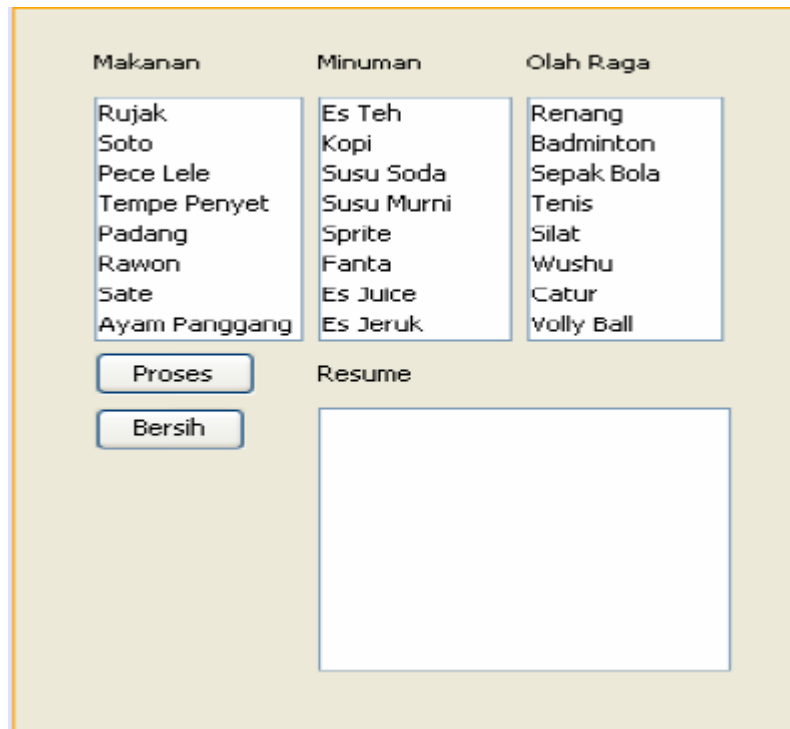 Makanan
Minuman
Olah Raga
Rujak
Soto
Pece Lele
Tempe Penyet
Padang
Rawon
Sate
Ayam Panggang
Es Teh
Kopi
Susu Soda
Susu Murni
Sprite
Fanta
Es Juice
Es Jeruk
Renang
Badminton
Sepak Bola
Tenis
Silat
Wushu
Catur
Volly Ball
Proses
Bersih
Resume